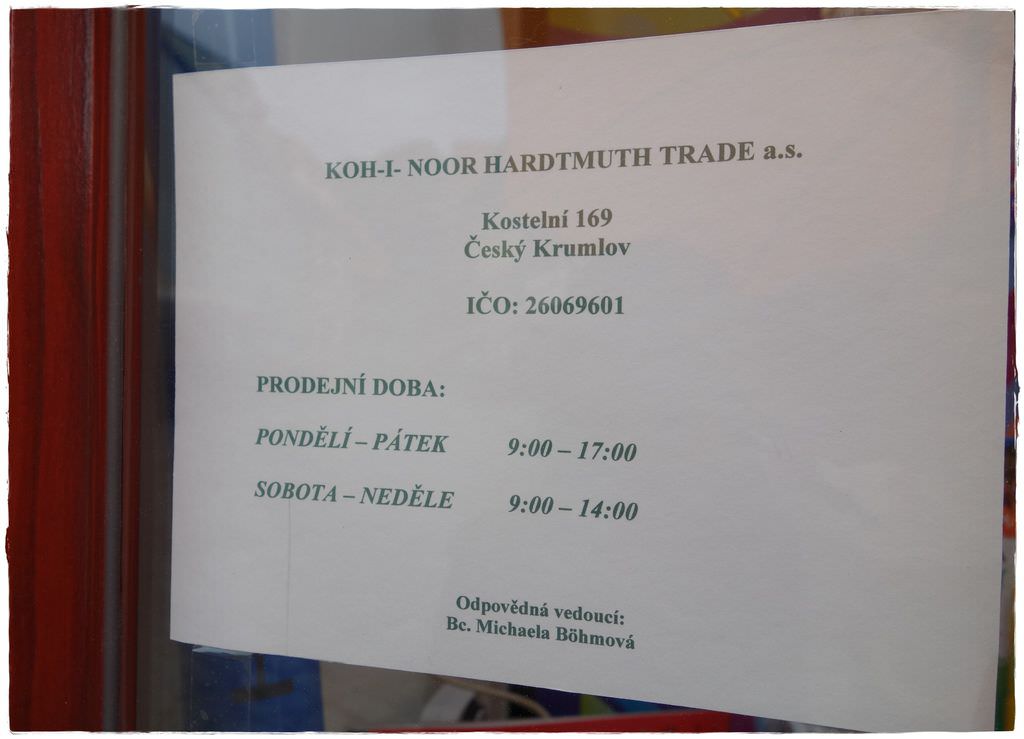 KOH-I- NOOR HARDTMUTH TRADE a.s.
Kostelní 169
Český Krumlov
IČO: 26069601
PRODEJNÍ DOBA:
PONDĚLÍ – PÁTEK 9:00 – 17:00
SOBOTA – NEDĚLE 9:00 – 14:00
Odpovědná vedoucí:
Bc. Michaela Böhmová